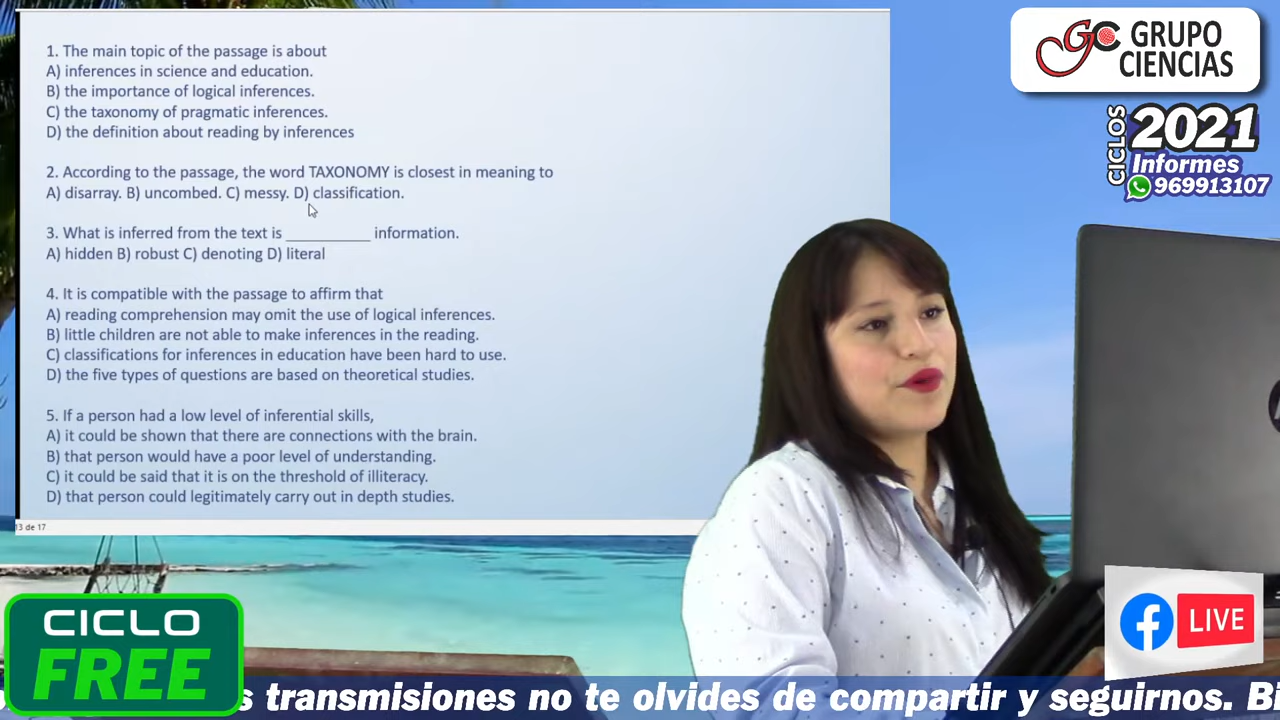 1. The main topic of the passage is about
A) inferences in science and education.
B) the importance of logical inferences.
C) the taxonomy of pragmatic inferences.
D) the definition about reading by inferences
2. According to the passage, the word TAXONOMY is closest in meaning to
A) disarray. B) uncombed. C) messy. D) classification.
3. What is inferred from the text is __________ information.
A) hidden B) robust C) denoting D) literal
4. It is compatible with the passage to affirm that
A) reading comprehension may omit the use of logical inferences.
B) little children are not able to make inferences in the reading.
C) classifications for inferences in education have been hard to use.
D) the five types of questions are based on theoretical studies.
5. If a person had a low level of inferential skills,
A) it could be shown that there are connections with the brain.
B) that person would have a poor level of understanding.
C) it could be said that it is on the threshold of illiteracy.
D) that person could legitimately carry out in depth studies.
13 de 17
GC GRUPO
CIENCIAS
CICLOS
2021
Informes
969913107
CICLO
FREE
LIVE
transmisiones no te olvides de compartir y seguirnos.